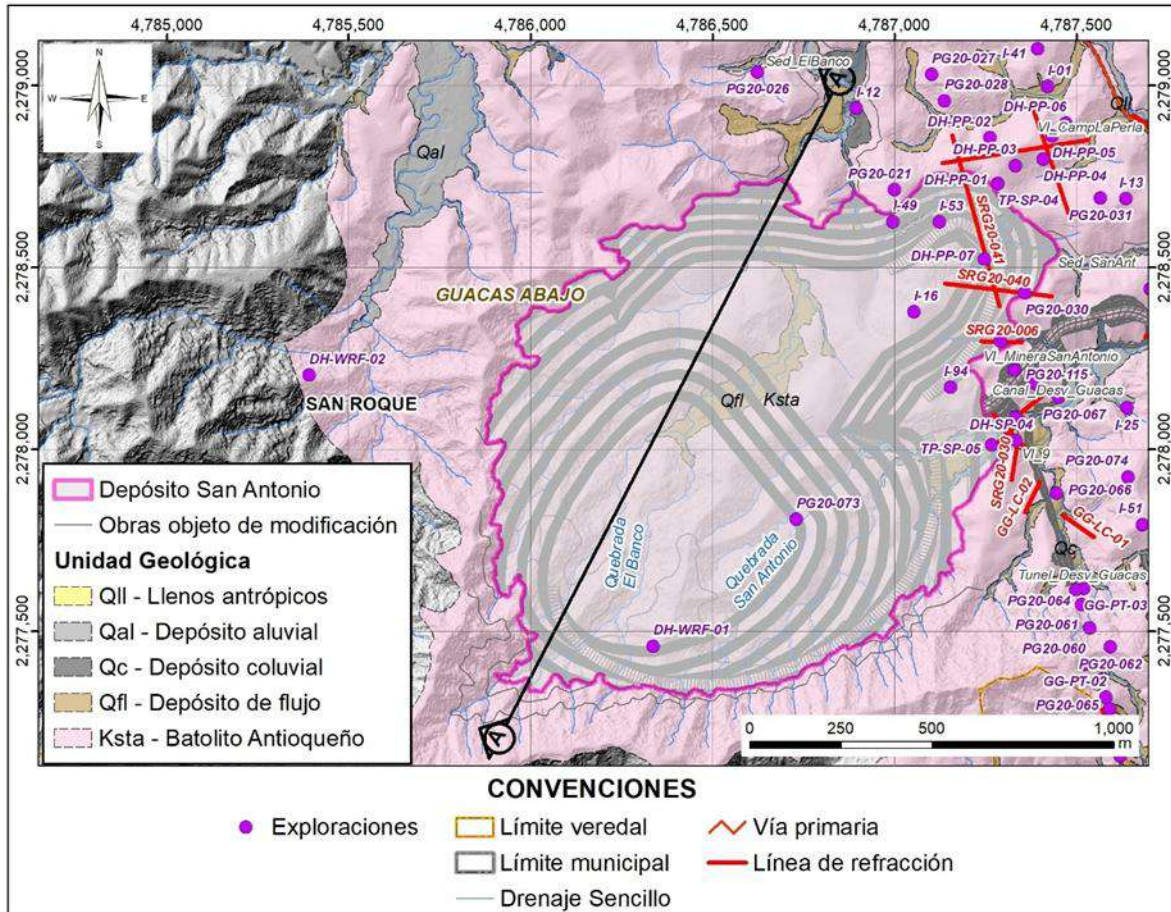 4,785,000
4,785,500
4,786,000
4,786,500
4,787,000
4,787,500
2,279,000
2,278,500
2,278,000
2,277,500
2,279,000
2,278,500
2,278,000
2,277,500
N
W
E
S
Qal
Sed_ElBanco
PG20-026
A'
I-12
PG20-027
I-41
PG20-028
I-01
Qll
DH-PP-02
DH-PP-06
VI_CampLaPerla
DH-PP-03
DH-PP-05
PG20-021
DH-PP-01
DH-PP-04
TP-SP-04
I-13
PG20-031
I-49
I-53
SRG20-041
DH-PP-07
Sed_SanAnt
GUACAS ABAJO
SRG20-040
PG20-030
I-16
SRG20-006
DH-WRF-02
VI_MineraSanAntonio
I-94
PG20-115
Canal_Desv_Guacas
SAN ROQUE
Qfl
Ksta
PG20-067
DH-SP-04
I-25
TP-SP-05
VI_9
SRG20-030
PG20-074
GG-LC-02
PG20-066
PG20-073
I-51
GG-LC-01
Quebrada
El Banco
Quebrada
San Antonio
Qc
Tunel_Desv_Guacas
PG20-064
GG-PT-03
PG20-061
DH-WRF-01
PG20-060
PG20-062
GG-PT-02
PG20-065
A
Depósito San Antonio
Obras objeto de modificación
Unidad Geológica
Qll - Llenos antrópicos
Qal - Depósito aluvial
Qc - Depósito coluvial
Qfl - Depósito de flujo
Ksta - Batolito Antioqueño
0 250 500 1,000
m
CONVENCIONES
Exploraciones
Límite veredal
Vía primaria
Límite municipal
Línea de refracción
Drenaje Sencillo